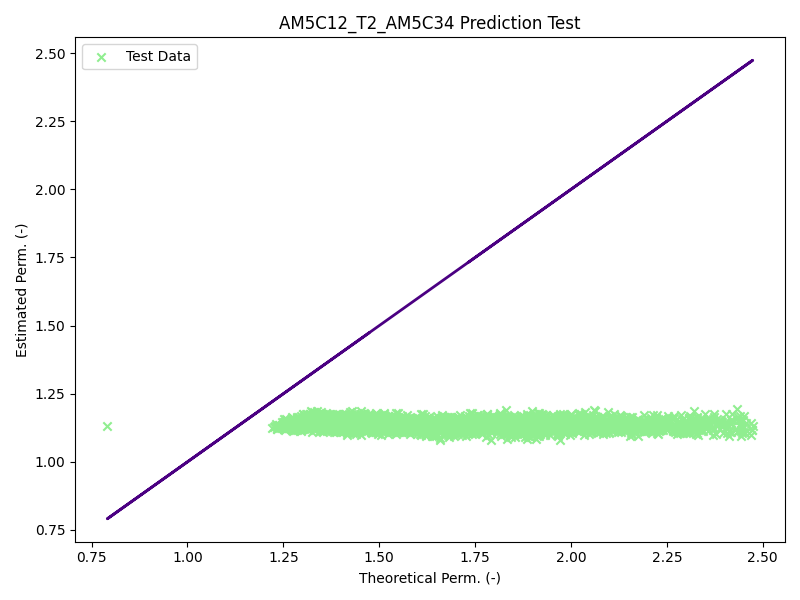 AM5C12_T2_AM5C34 Prediction Test
Test Data
2.50
2.25
2.00
1.75
1.50
1.25
1.00
0.75
Estimated Perm. (-)
0.75 1.00 1.25 1.50 1.75 2.00 2.25 2.50
Theoretical Perm. (-)